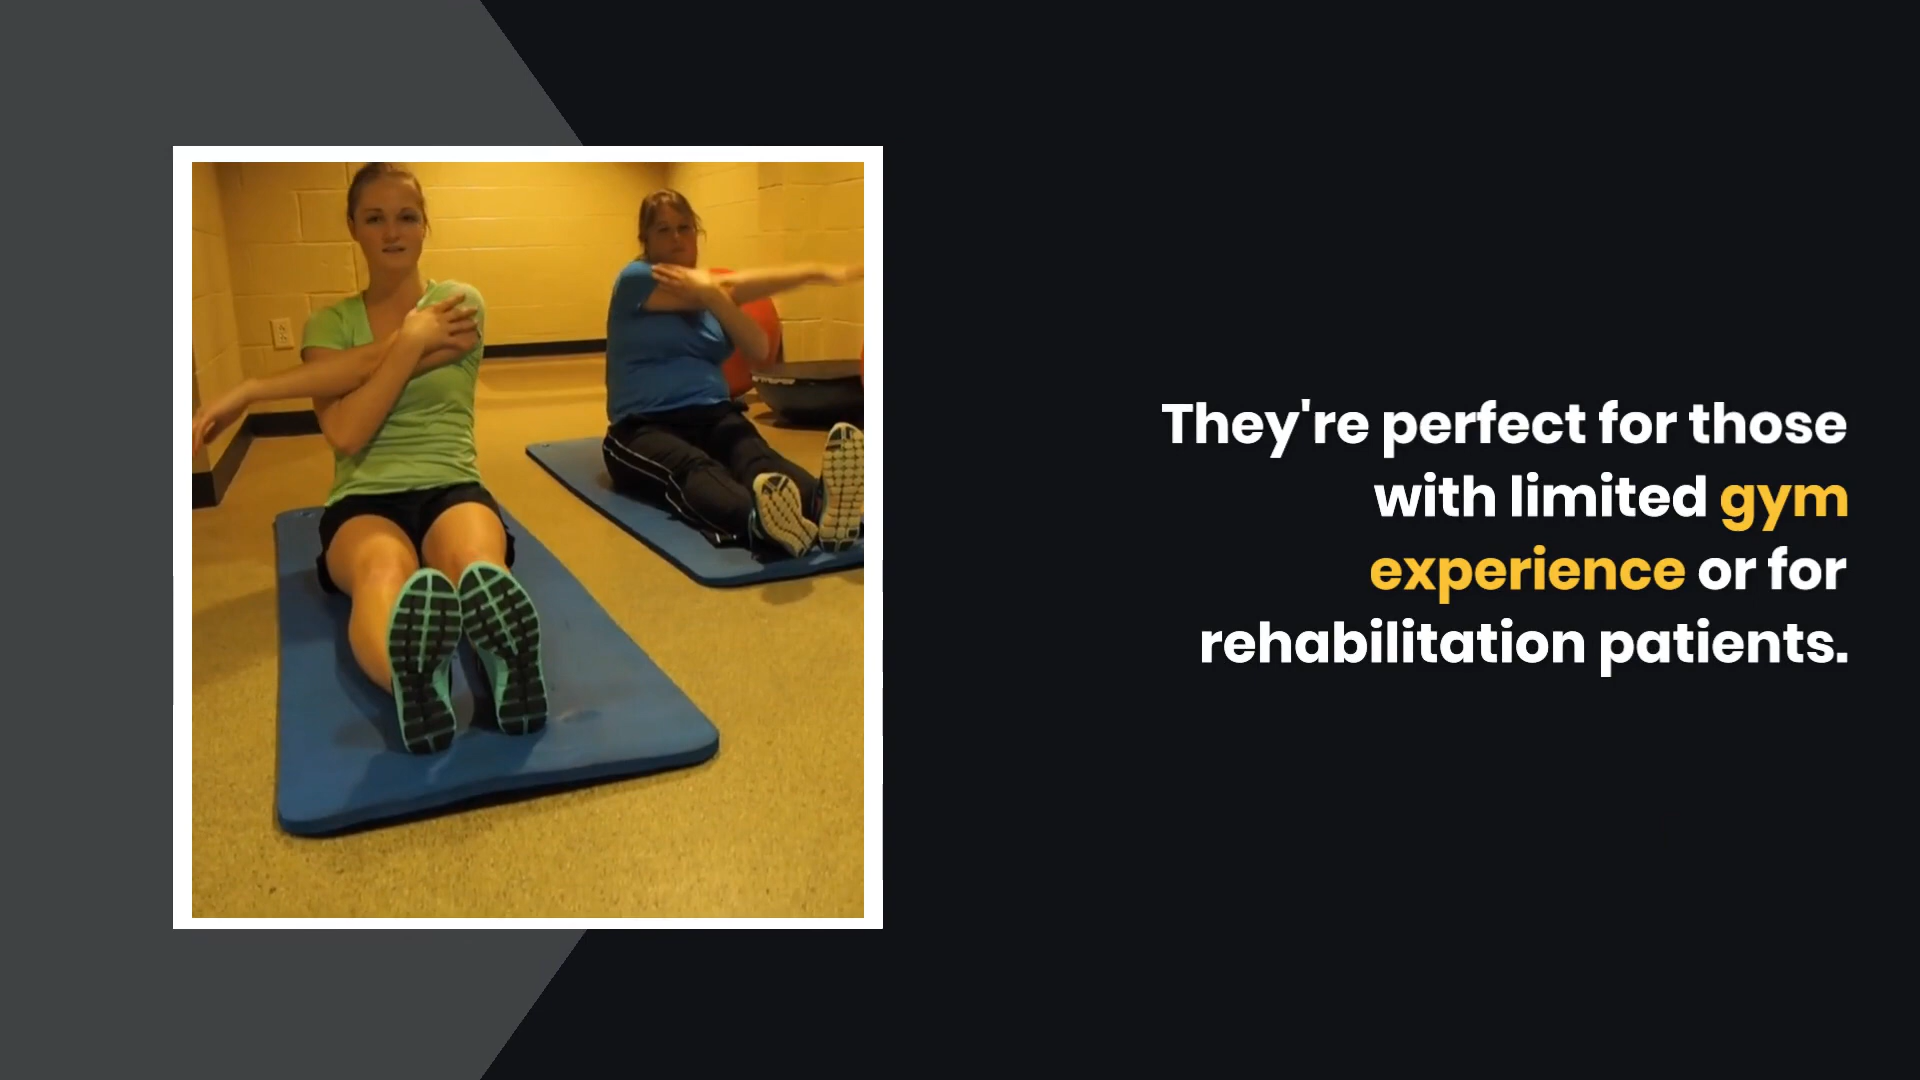 They're perfect for those
with limited gym
experience or for
rehabilitation patients.